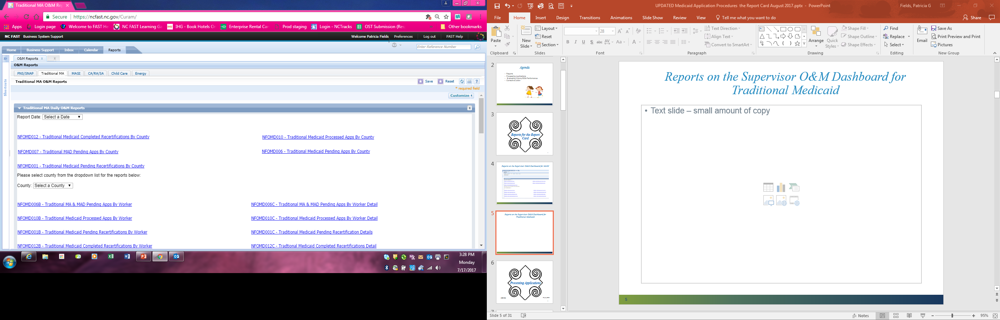 Traditional MA O&M Rep
Secure
https://ncfast.nc.gov/Curam/
Apps
Login page
Welcome to FAST He
NC FAST Learning Ga
IHG - Book Hotels On
Enterprise Rental Car
Prod staging
Login - NCTracks
OST Submission (Res
Other bookmarks
NC FAST Business System Support
Welcome Patricia Fields
Preferences
Log out
FAST Help
Home
Business Support
Inbox
Calendar
Reports
Enter Reference Number
O&M Reports
O&M Reports
FNS/SNAP
Traditional MA
MAGI
CA/RA/SA
Child Care
Energy
Traditional MA O&M Reports
Save
Reset
* required field
Customize
Shortcuts
Traditional MA Daily O&M Reports
Report Date: Select a Date
NFOMD012 - Traditional Medicaid Completed Recertifications By County
NFOMD010 - Traditional Medicaid Processed Apps By County
NFOMD007 - Traditional MAD Pending Apps By County
NFOMD006 - Traditional Medicaid Pending Apps By County
NFOMD001 - Traditional Medicaid Pending Recertifications By County
Please select county from the dropdown list for the reports below:
County: Select a County
NFOMD006B - Traditional MA & MAD Pending Apps By Worker
NFOMD006C - Traditional MA & MAD Pending Apps By Worker Detail
NFOMD010B - Traditional Medicaid Processed Apps By Worker
NFOMD010C - Traditional Medicaid Processed Apps By Worker Detail
NFOMD001B - Traditional Medicaid Pending Recertifications By Worker
NFOMD001C - Traditional Medicaid Pending Recertification Details
NFOMD012B - Traditional Medicaid Completed Recertifications By Worker
NFOMD012C - Tradtional Medicaid Completed Recertifications Detail
3:28 PM
Monday
7/17/2017
UPDATED Medicaid Application Procedures the Report Card August 2017.pptx - PowerPoint
Fields, Patricia G
File
Home
Insert
Design
Transitions
Animations
Slide Show
Review
View
Tell me what you want to do
Share
Paste
Clipboard
New
Slide
Layout
Reset
Section
Slides
28
Font
Text Direction
Align Text
Convert to SmartArt
Paragraph
Arrange
Quick
Styles
Shape Fill
Shape Outline
Shape Effects
Drawing
Find
Replace
Select
Editing
Email
Save As
Print Preview and Print
Pictures
New Group
2
Agenda
Reports
Processing Applications
Evaluating County/DDS Performance
Corrective Action
3
Reports for the Report
Card
4
Reports on the Supervisor O&M Dashboard for MAGI
5
Reports on the Supervisor O&M Dashboard for
Traditional Medicaid
6
Processing Applications
7
Reports on the Supervisor O&M Dashboard for
Traditional Medicaid
• Text slide – small amount of copy
5
Slide 5 of 31
Notes
95%